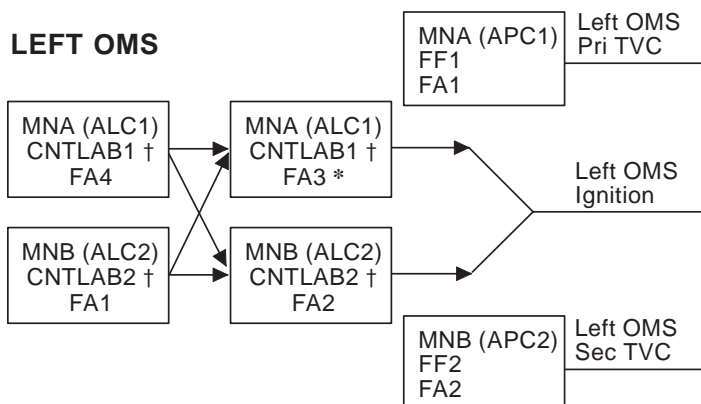 LEFT OMS
MNA (APC1)
FF1
FA1
Left OMS
Pri TVC
MNA (ALC1)
CNTLAB1 †
FA4
MNA (ALC1)
CNTLAB1 †
FA3 *
Left OMS
Ignition
MNB (ALC2)
CNTLAB2 †
FA1
MNB (ALC2)
CNTLAB2 †
FA2
MNB (APC2)
FF2
FA2
Left OMS
Sec TVC